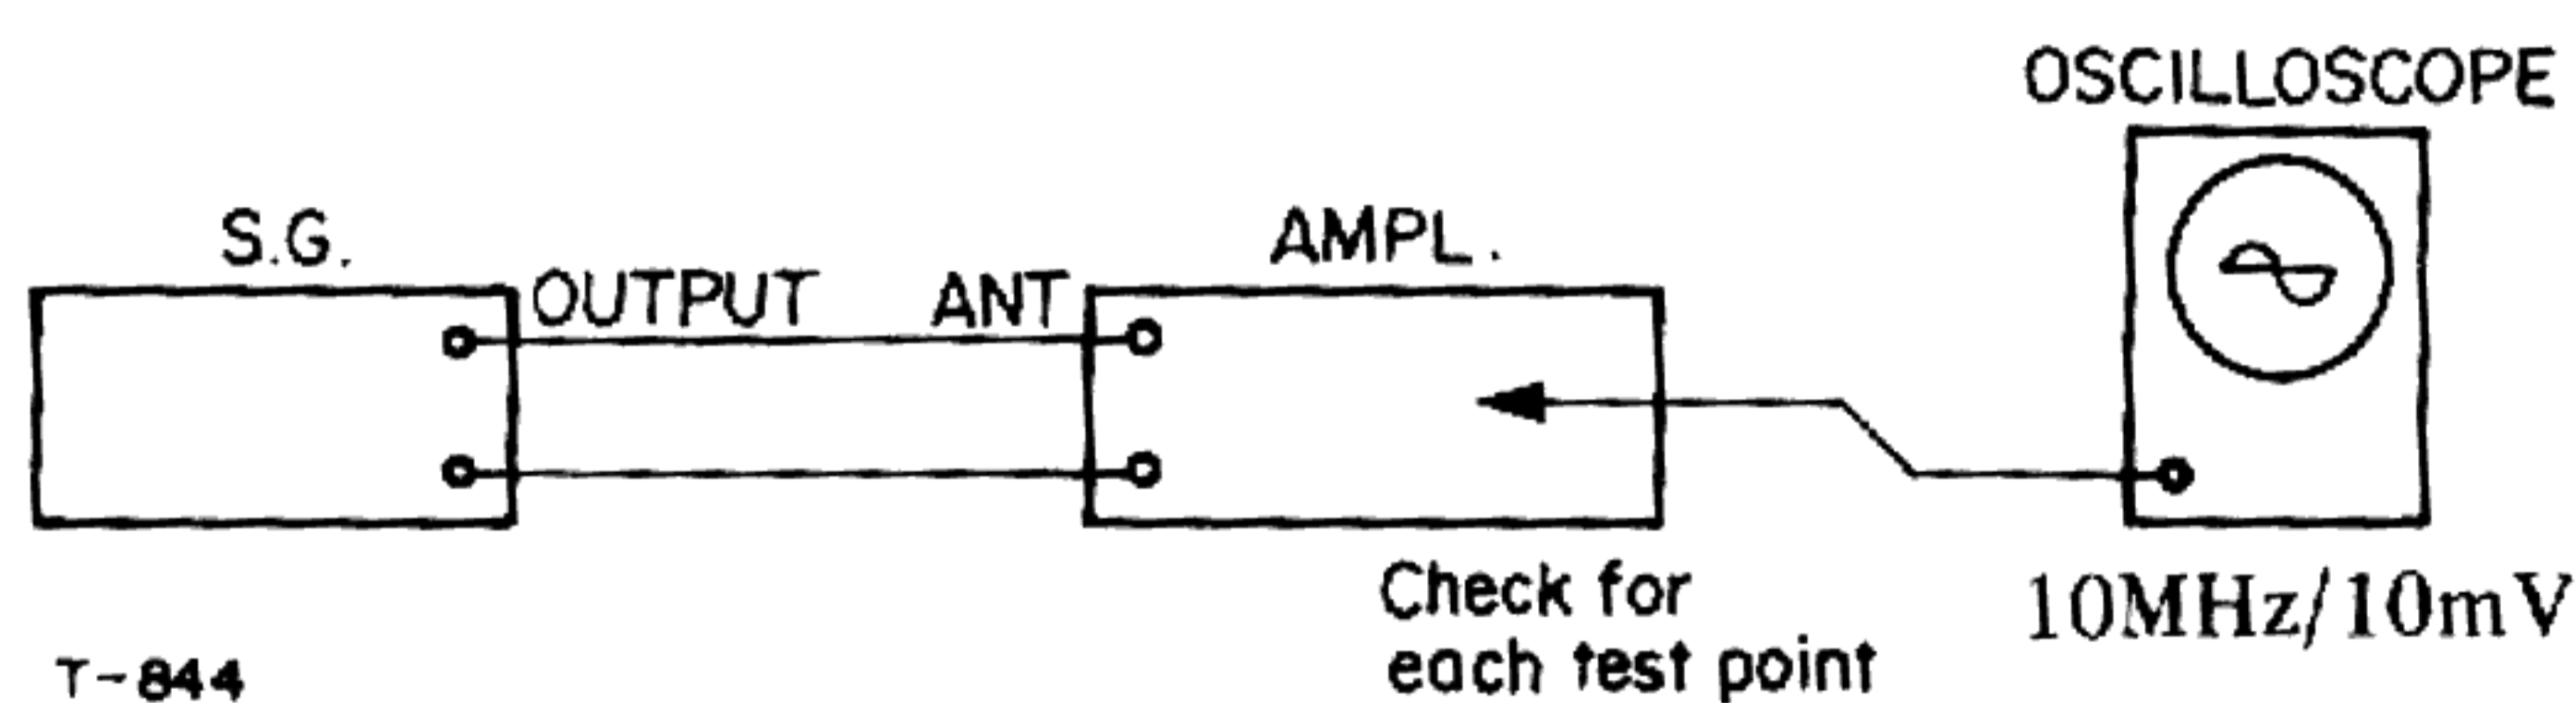 OSCILLOSCOPE
S.G.
AMPL.
OUTPUT
ANT
Check for
each test point
10MHz/10mV
T-844